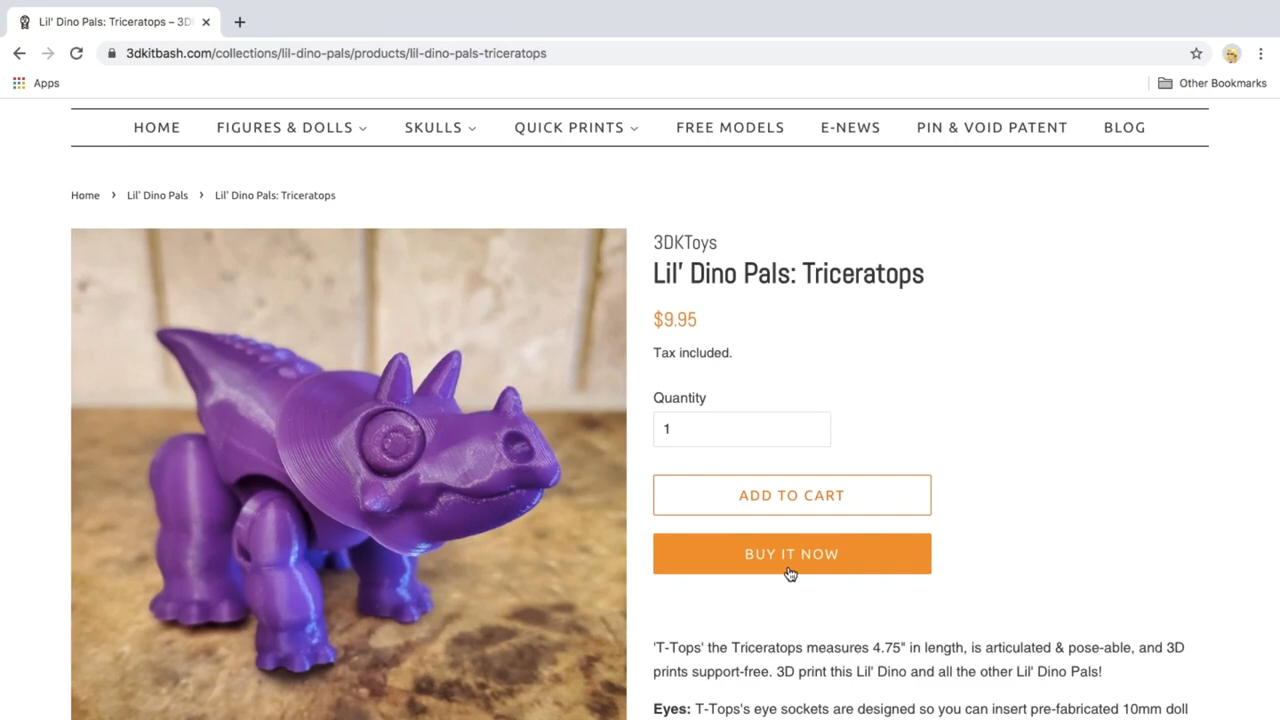 Lil' Dino Pals: Triceratops – 3D
3dkitbash.com/collections/lil-dino-pals/products/lil-dino-pals-triceratops
Apps
Other Bookmarks
HOME FIGURES & DOLLS SKULLS QUICK PRINTS FREE MODELS E-NEWS PIN & VOID PATENT BLOG
Home › Lil' Dino Pals › Lil' Dino Pals: Triceratops
3DKToys
Lil' Dino Pals: Triceratops
$9.95
Tax included.
Quantity
1
ADD TO CART
BUY IT NOW
'T-Tops' the Triceratops measures 4.75" in length, is articulated & pose-able, and 3D
prints support-free. 3D print this Lil' Dino and all the other Lil' Dino Pals!
Eyes: T-Tops's eye sockets are designed so you can insert pre-fabricated 10mm doll